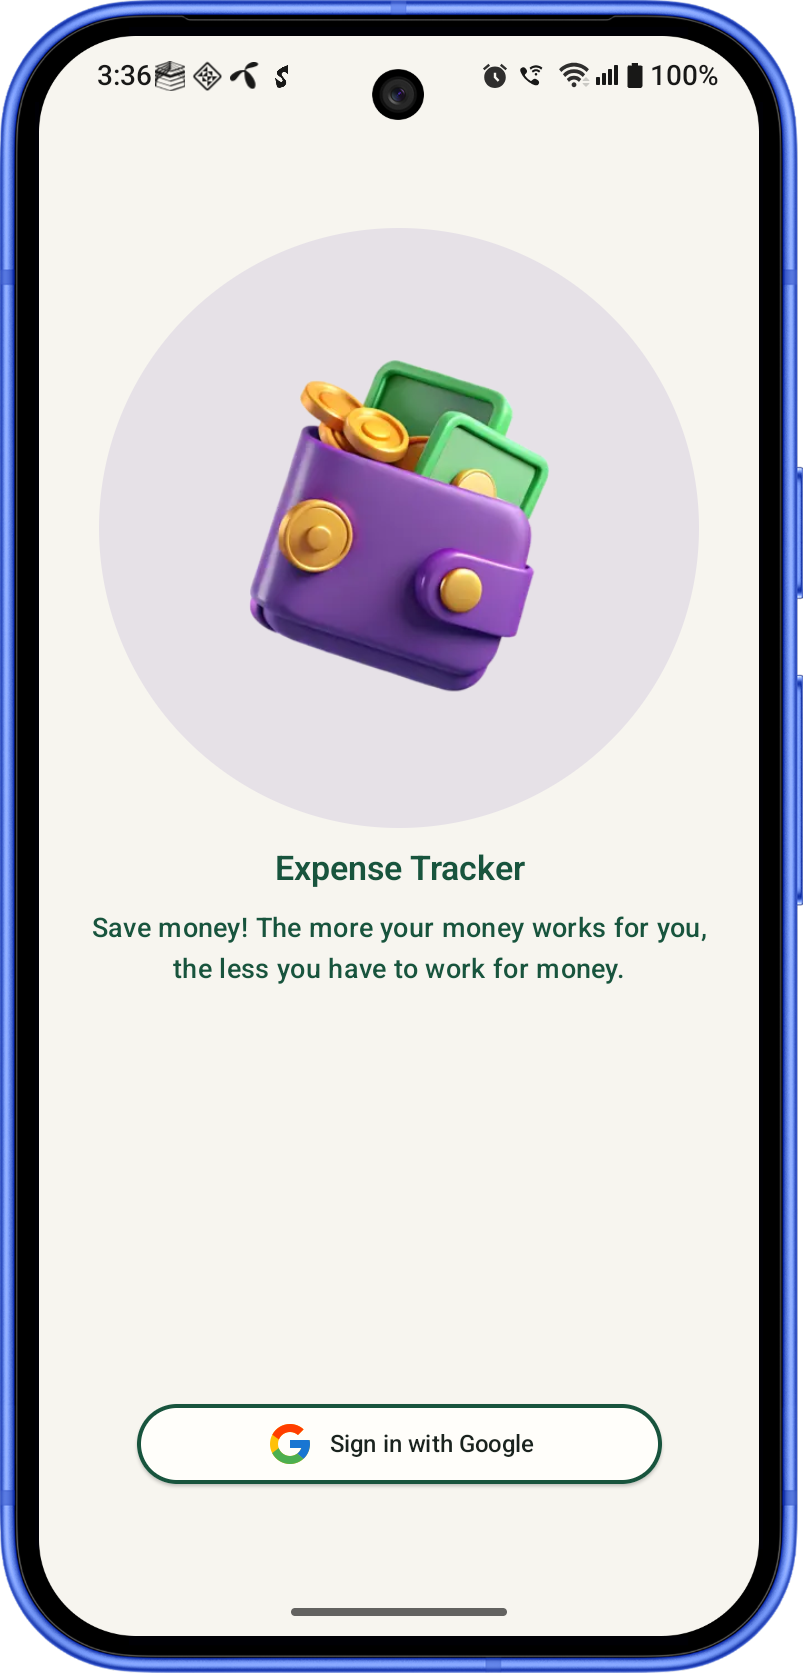 3:36 100%
Expense Tracker
Save money! The more your money works for you,
the less you have to work for money.
Sign in with Google